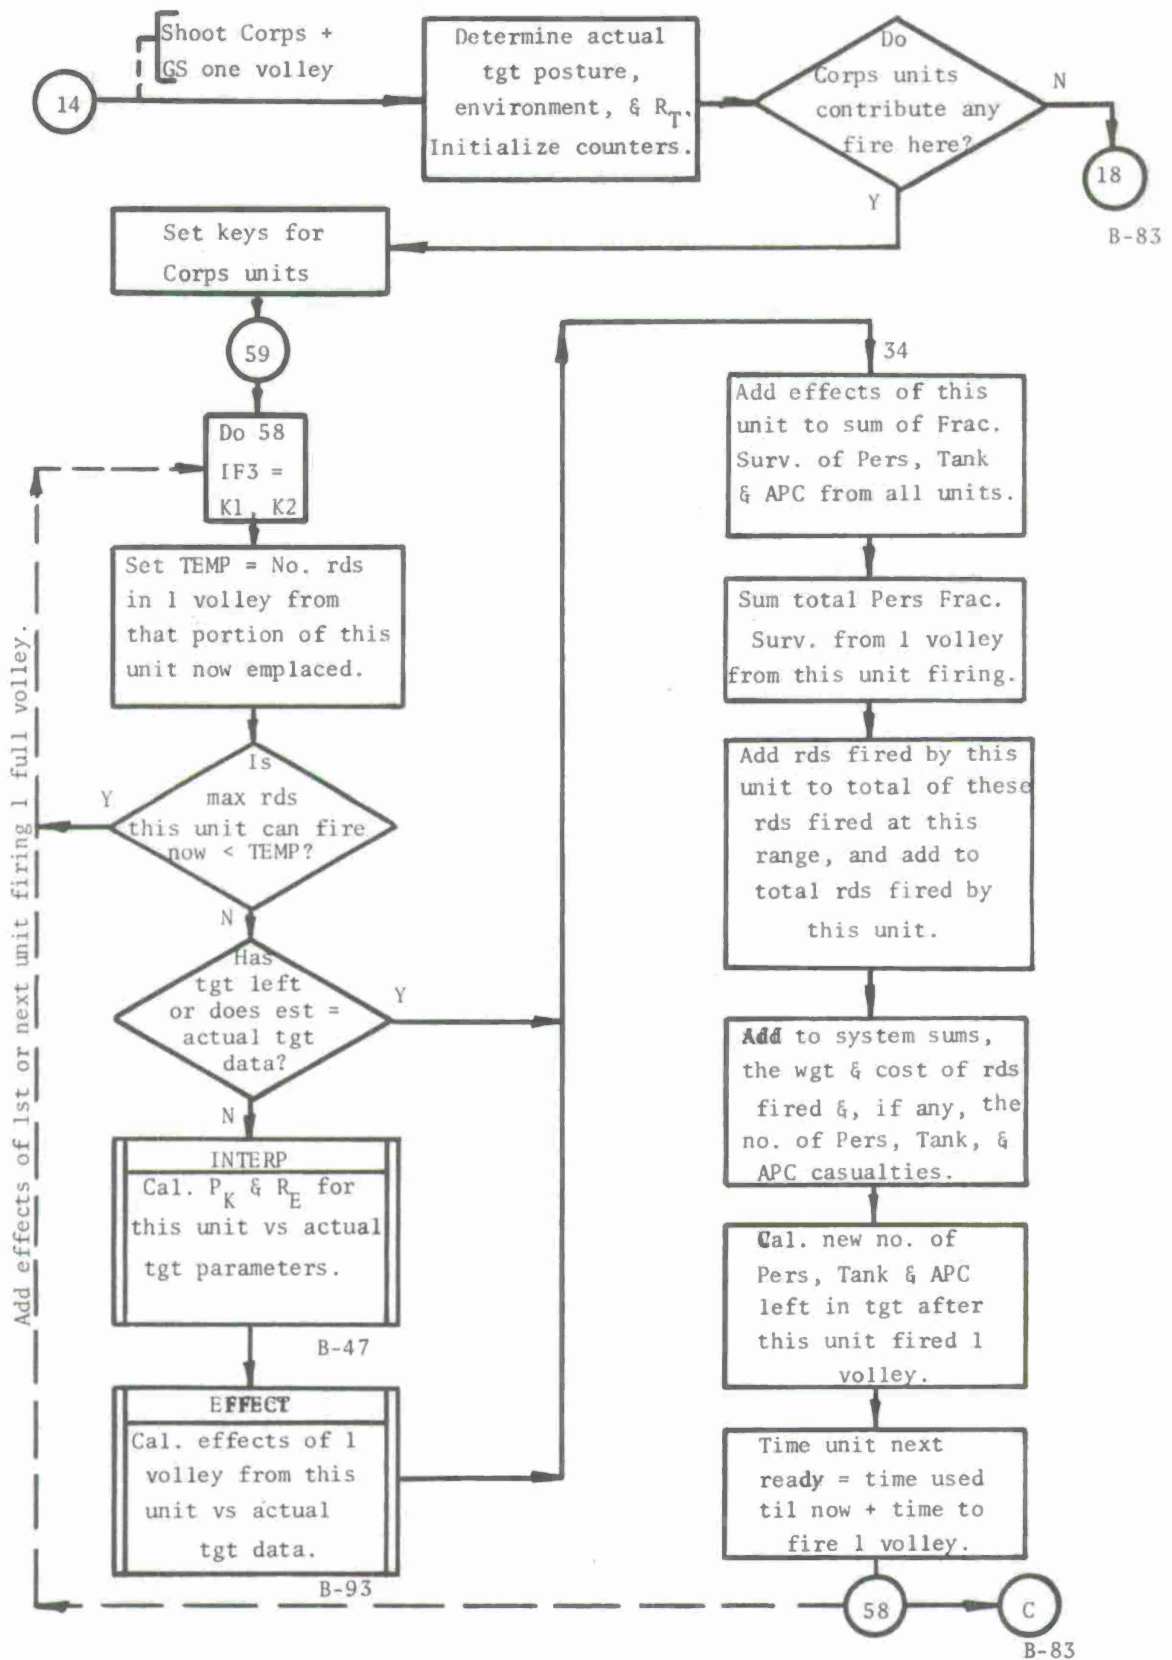 Shoot Corps +
GS one volley
14
Determine actual
tgt posture,
environment, & R_T.
Initialize counters.
Do
Corps units
contribute any
fire here?
N
18
B-83
Y
Set keys for
Corps units
59
Do 58
IF3 =
K1, K2
Set TEMP = No. rds
in 1 volley from
that portion of this
unit now emplaced.
Is
max rds
this unit can fire
now < TEMP?
Y
N
Has
tgt left
or does est =
actual tgt
data?
Y
N
INTERP
Cal. P_K & R_E for
this unit vs actual
tgt parameters.
B-47
EFFECT
Cal. effects of 1
volley from this
unit vs actual
tgt data.
B-93
Add effects of 1st or next unit firing 1 full volley.
34
Add effects of this
unit to sum of Frac.
Surv. of Pers, Tank
& APC from all units.
Sum total Pers Frac.
Surv. from 1 volley
from this unit firing.
Add rds fired by this
unit to total of these
rds fired at this
range, and add to
total rds fired by
this unit.
Add to system sums,
the wgt & cost of rds
fired &, if any, the
no. of Pers, Tank, &
APC casualties.
Cal. new no. of
Pers, Tank & APC
left in tgt after
this unit fired 1
volley.
Time unit next
ready = time used
til now + time to
fire 1 volley.
58
C
B-83